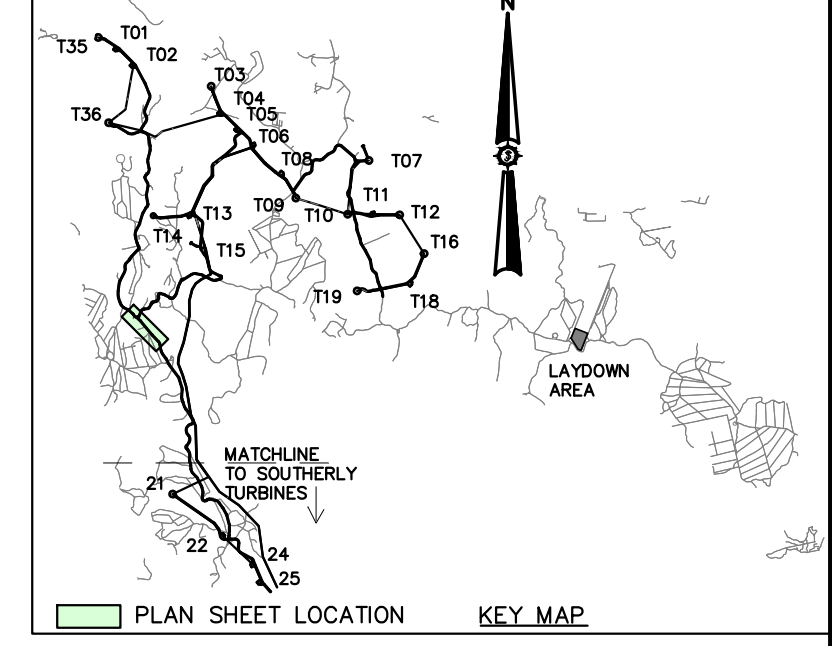 N
T35
T01
T02
T03
T36
T04
T05
T06
T08
T07
T09
T10
T11
T12
T13
T14
T15
T16
T19
T18
LAYDOWN
AREA
MATCHLINE
TO SOUTHERLY
TURBINES
21
22
24
25
PLAN SHEET LOCATION
KEY MAP